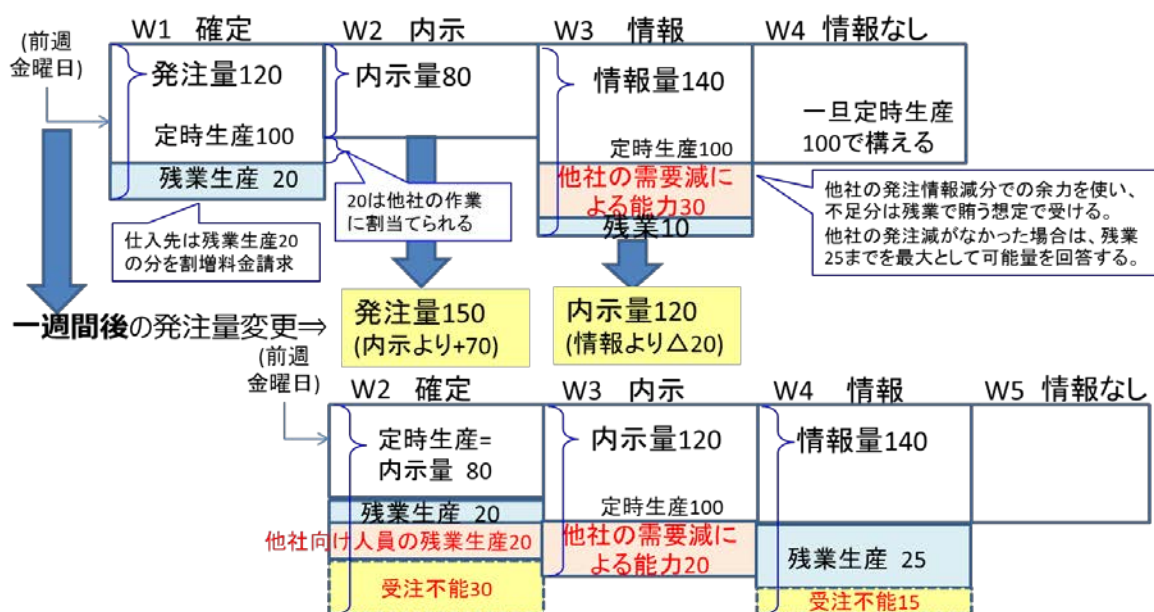 W1 確定
W2 内示
W3 情報
W4 情報なし
(前週
金曜日)
発注量120
定時生産100
残業生産 20
内示量80
情報量140
定時生産100
他社の需要減に
よる能力30
残業10
一旦定時生産
100で構える
仕入先は残業生産20
の分を割増料金請求
20は他社の作業
に割当てられる
他社の発注情報減分での余力を使い、
不足分は残業で賄う想定で受ける。
他社の発注減がなかった場合は、残業
25までを最大として可能量を回答する。
一週間後の発注量変更⇒
発注量150
(内示より+70)
内示量120
(情報より△20)
(前週
金曜日)
W2 確定
W3 内示
W4 情報
W5 情報なし
定時生産=
内示量 80
残業生産 20
他社向け人員の残業生産20
受注不能30
内示量120
定時生産100
他社の需要減に
よる能力20
情報量140
残業生産 25
受注不能15